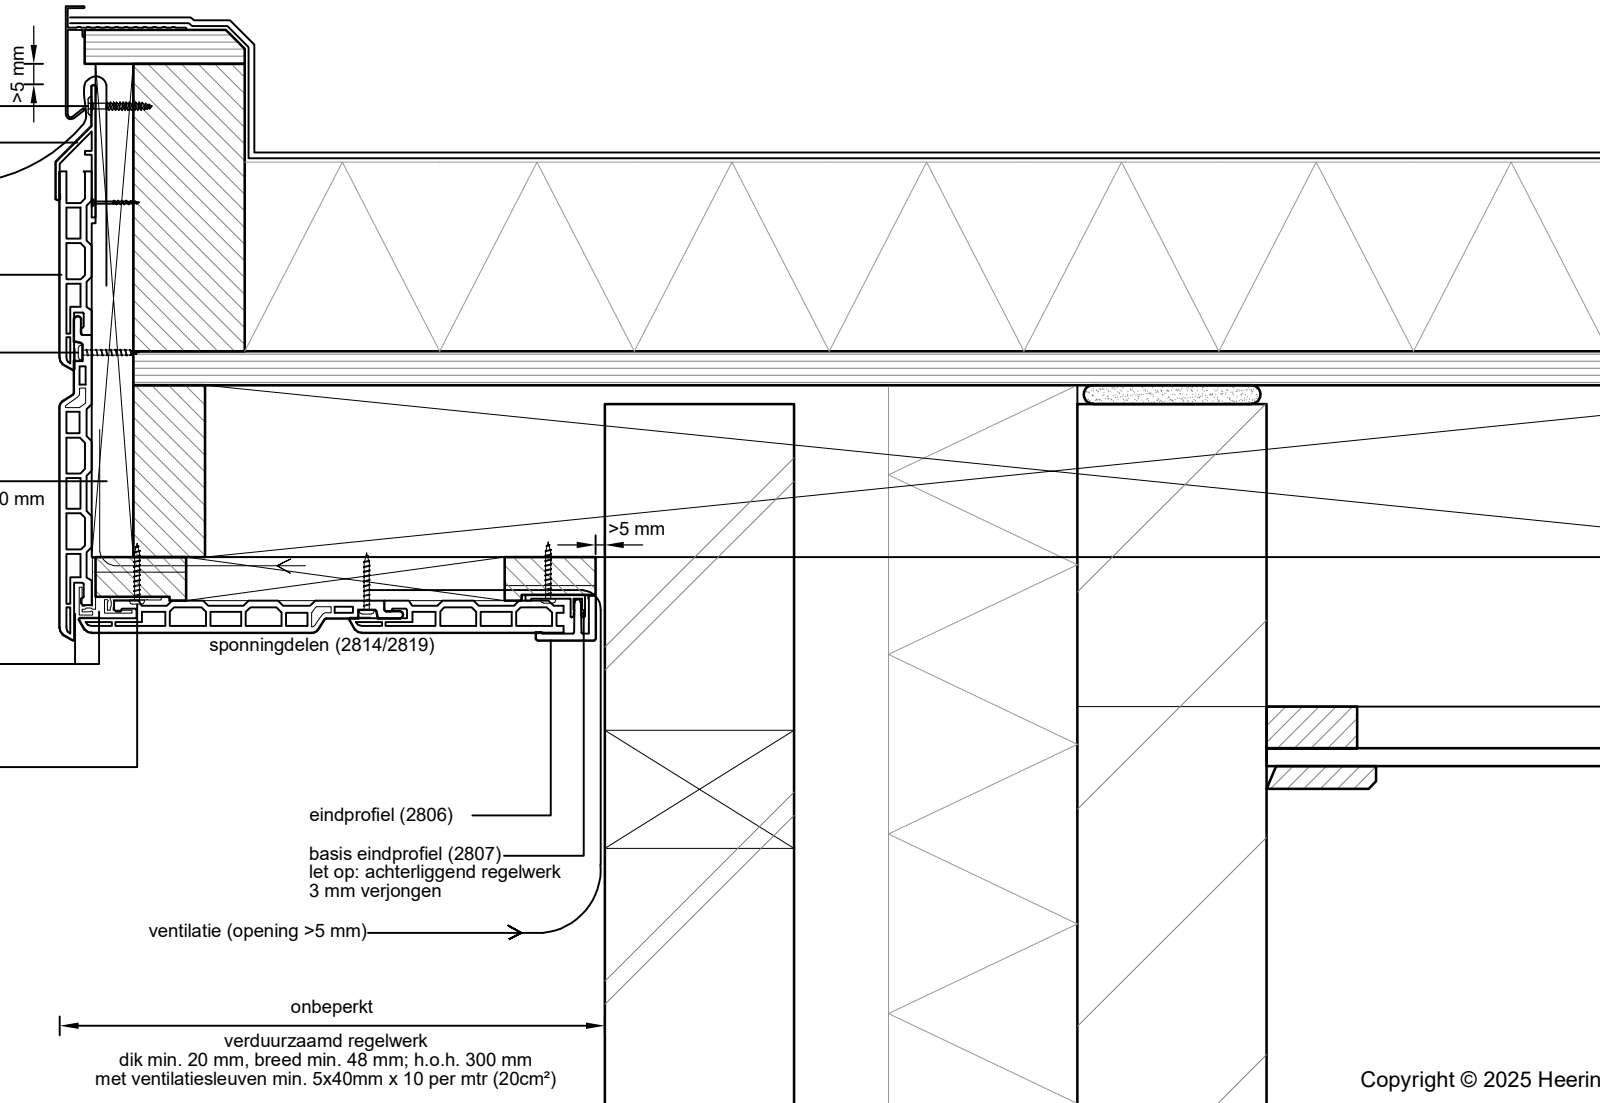 >5 mm
0 mm
>5 mm
sponningdelen (2814/2819)
eindprofiel (2806)
basis eindprofiel (2807)
let op: achterliggend regelwerk
3 mm verjongen
ventilatie (opening >5 mm)
onbeperkt
verduurzaamd regelwerk
dik min. 20 mm, breed min. 48 mm; h.o.h. 300 mm
met ventilatiesleuven min. 5x40mm x 10 per mtr (20cm²)
Copyright © 2025 Heerin